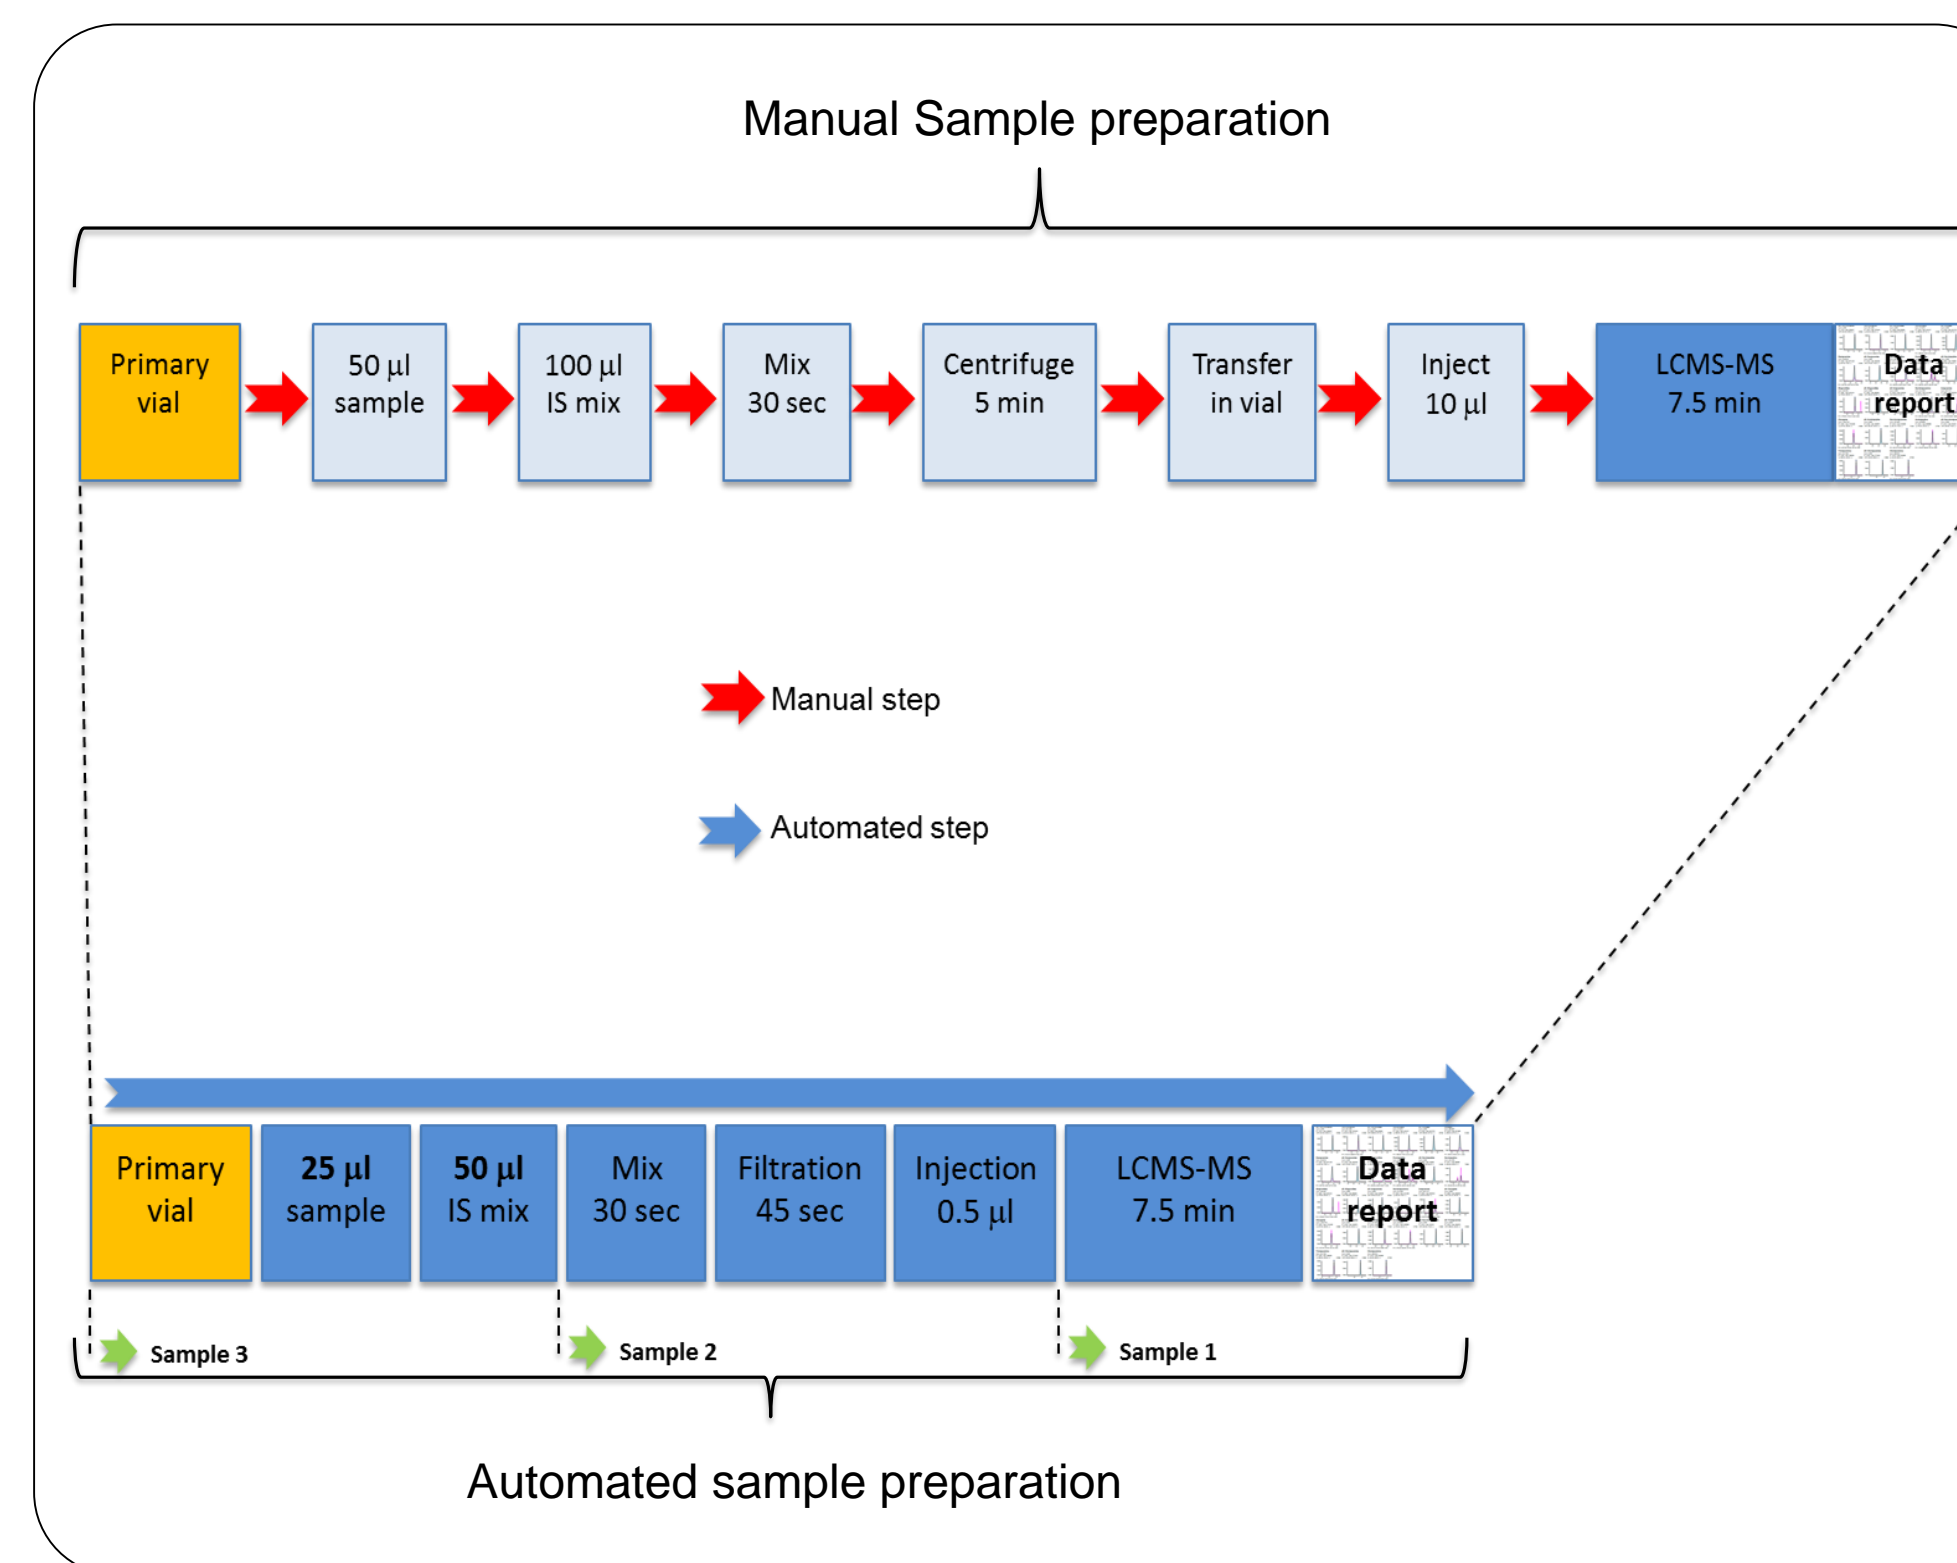 Manual Sample preparation
Primary
vial
50 µl
sample
100 µl
IS mix
Mix
30 sec
Centrifuge
5 min
Transfer
in vial
Inject
10 µl
LCMS-MS
7.5 min
Data
report
Manual step
Automated step
Primary
vial
25 µl
sample
50 µl
IS mix
Mix
30 sec
Filtration
45 sec
Injection
0.5 µl
LCMS-MS
7.5 min
Data
report
Sample 3
Sample 2
Sample 1
Automated sample preparation